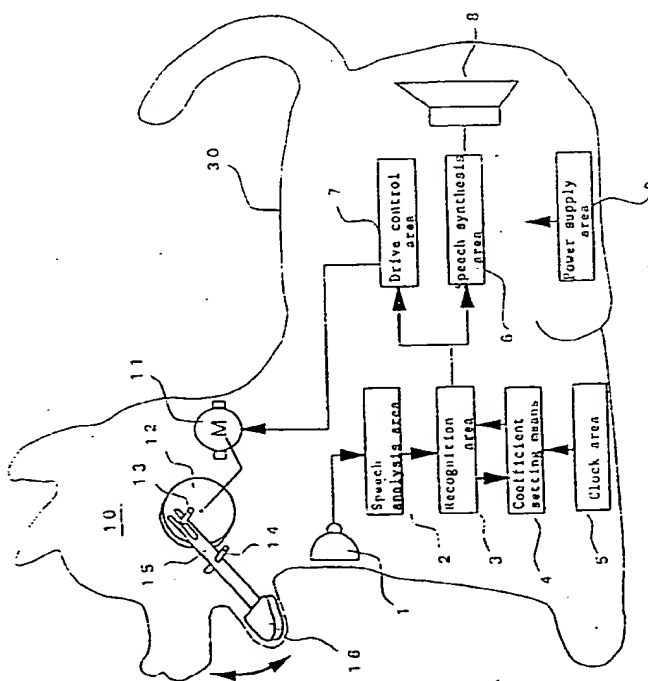 8
30
7
Drive control
area
Speech synthesis
area
6
Power supply
area
11
M
12
13
10
15
14
16
1
Speech
analysis area
2
Recognition
area
3
Coefficient
setting means
4
Clock area
5